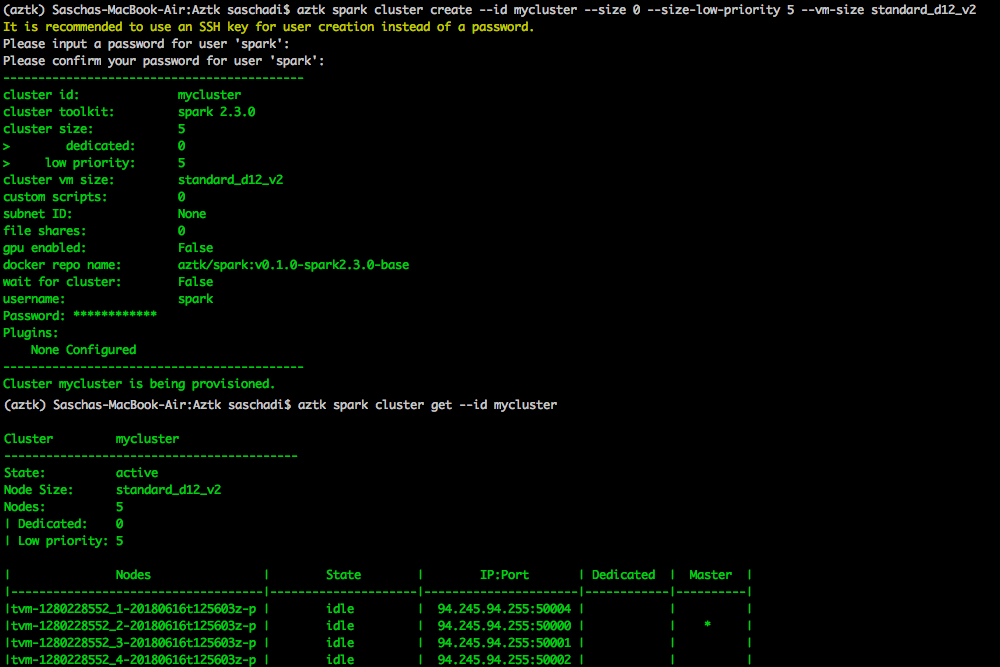 (aztk) Saschas-MacBook-Air:Aztk saschadi$ aztk spark cluster create --id mycluster --size 0 --size-low-priority 5 --vm-size standard_d12_v2
It is recommended to use an SSH key for user creation instead of a password.
Please input a password for user 'spark':
Please confirm your password for user 'spark':
-------------------------------------------
cluster id:              mycluster
cluster toolkit:         spark 2.3.0
cluster size:            5
>        dedicated:      0
>     low priority:      5
cluster vm size:         standard_d12_v2
custom scripts:          0
subnet ID:               None
file shares:             0
gpu enabled:             False
docker repo name:        aztk/spark:v0.1.0-spark2.3.0-base
wait for cluster:        False
username:                spark
Password: ************
Plugins:
    None Configured
-------------------------------------------
Cluster mycluster is being provisioned.
(aztk) Saschas-MacBook-Air:Aztk saschadi$ aztk spark cluster get --id mycluster
Cluster         mycluster
------------------------------------------
State:          active
Node Size:      standard_d12_v2
Nodes:          5
| Dedicated:    0
| Low priority: 5
|               Nodes                |        State        |        IP:Port       | Dedicated  |  Master  |
|------------------------------------|---------------------|----------------------|------------|----------|
|tvm-1280228552_1-20180616t125603z-p |        idle         |  94.245.94.255:50004 |            |          |
|tvm-1280228552_2-20180616t125603z-p |        idle         |  94.245.94.255:50000 |            |    *     |
|tvm-1280228552_3-20180616t125603z-p |        idle         |  94.245.94.255:50001 |            |          |
|tvm-1280228552_4-20180616t125603z-p |        idle         |  94.245.94.255:50002 |            |          |